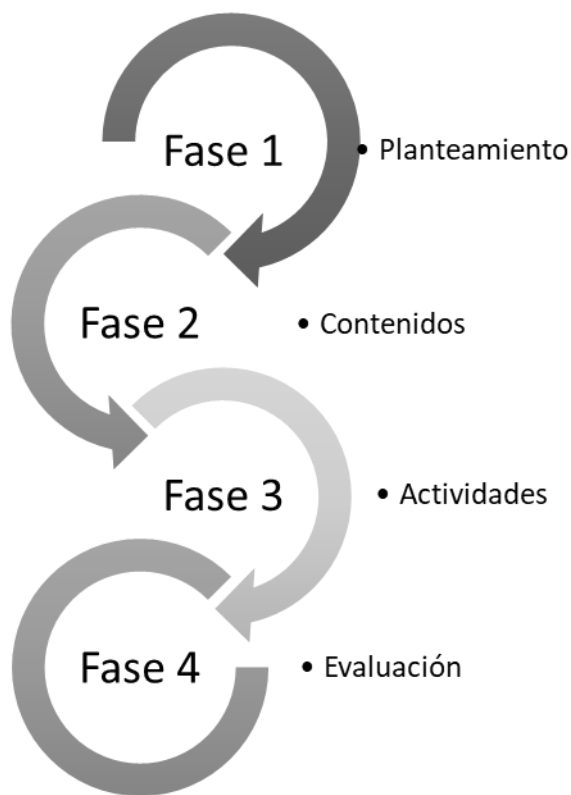 Fase 1
• Planteamiento
Fase 2
• Contenidos
Fase 3
• Actividades
Fase 4
• Evaluación